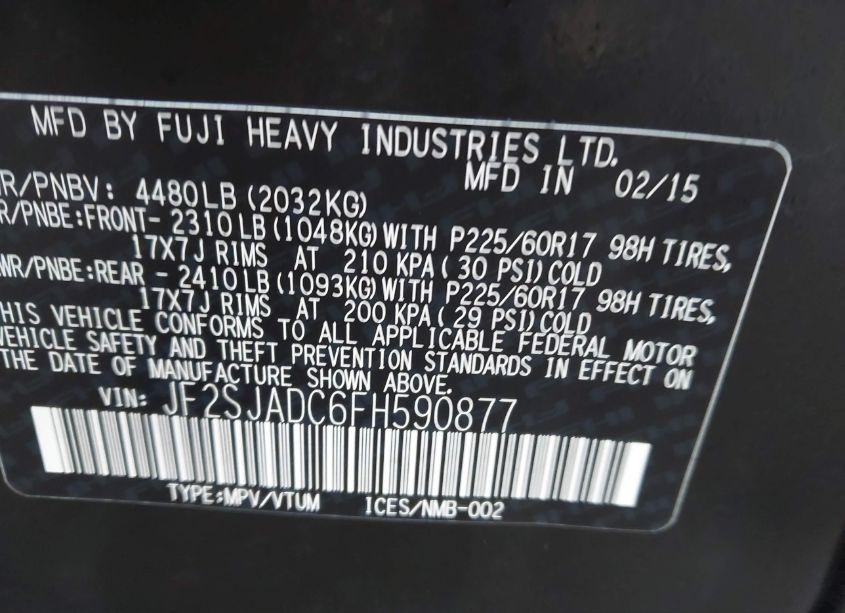 MFD BY FUJI HEAVY INDUSTRIES LTD.
MFD IN 02/15
WR/PNBV: 4480LB (2032KG)
R/PNBE:FRONT- 2310LB (1048KG) WITH P225/60R17 98H TIRES,
17X7J RIMS AT 210 KPA (30 PSI) COLD
WR/PNBE:REAR - 2410LB (1093KG) WITH P225/60R17 98H TIRES,
17X7J RIMS AT 200 KPA (29 PSI) COLD
THIS VEHICLE CONFORMS TO ALL APPLICABLE FEDERAL MOTOR
VEHICLE SAFETY AND THEFT PREVENTION STANDARDS IN EFFECT ON
THE DATE OF MANUFACTURE SHOWN ABOVE.
VIN: JF2SJADC6FH590877
TYPE:MPV/VTUM ICES/NMB-002